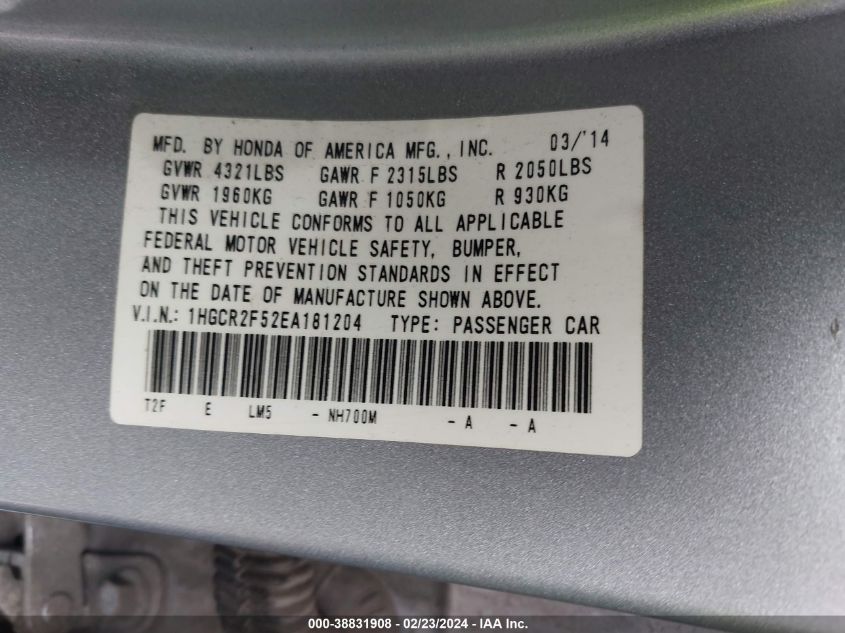 MFD. BY HONDA OF AMERICA MFG., INC. 03/'14
GVWR 4321LBS GAWR F 2315LBS R 2050LBS
GVWR 1960KG GAWR F 1050KG R 930KG
THIS VEHICLE CONFORMS TO ALL APPLICABLE
FEDERAL MOTOR VEHICLE SAFETY, BUMPER,
AND THEFT PREVENTION STANDARDS IN EFFECT
ON THE DATE OF MANUFACTURE SHOWN ABOVE.
V.I.N.: 1HGCR2F52EA181204 TYPE: PASSENGER CAR
T2F E LM5 - NH700M - A - A
000-38831908 - 02/23/2024 - IAA Inc.